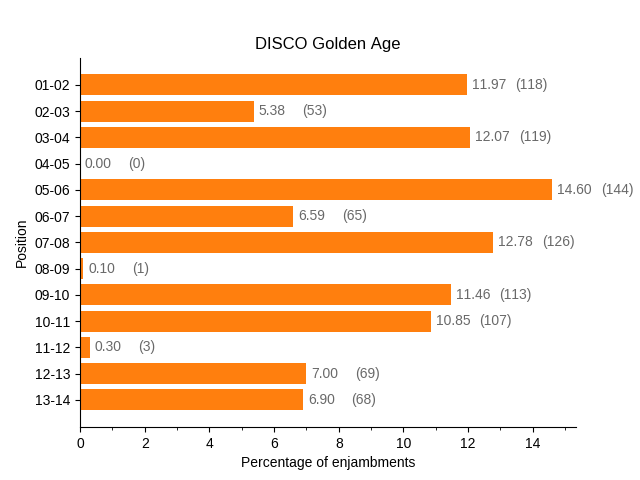 DISCO Golden Age
01-02 11.97 (118)
02-03 5.38 (53)
03-04 12.07 (119)
04-05 0.00 (0)
05-06 14.60 (144)
06-07 6.59 (65)
07-08 12.78 (126)
08-09 0.10 (1)
09-10 11.46 (113)
10-11 10.85 (107)
11-12 0.30 (3)
12-13 7.00 (69)
13-14 6.90 (68)
Position
0 2 4 6 8 10 12 14
Percentage of enjambments